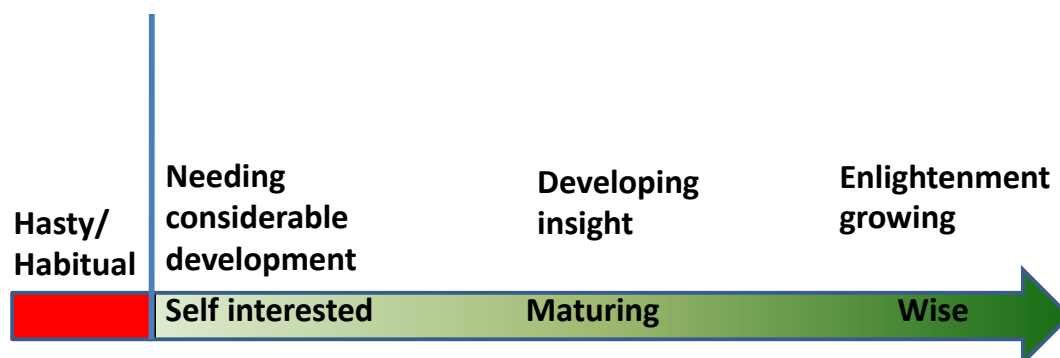 Hasty/
Habitual
Needing
considerable
development
Developing
insight
Enlightenment
growing
Self interested
Maturing
Wise